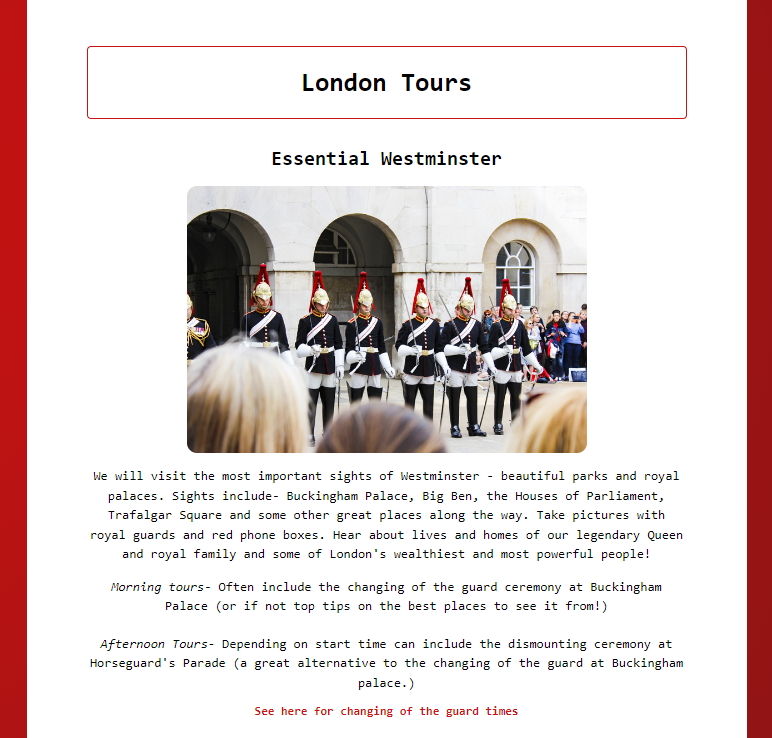 London Tours
Essential Westminster
We will visit the most important sights of Westminster - beautiful parks and royal
palaces. Sights include- Buckingham Palace, Big Ben, the Houses of Parliament,
Trafalgar Square and some other great places along the way. Take pictures with
royal guards and red phone boxes. Hear about lives and homes of our legendary Queen
and royal family and some of London's wealthiest and most powerful people!
Morning tours- Often include the changing of the guard ceremony at Buckingham
Palace (or if not top tips on the best places to see it from!)
Afternoon Tours- Depending on start time can include the dismounting ceremony at
Horseguard's Parade (a great alternative to the changing of the guard at Buckingham
palace.)
See here for changing of the guard times